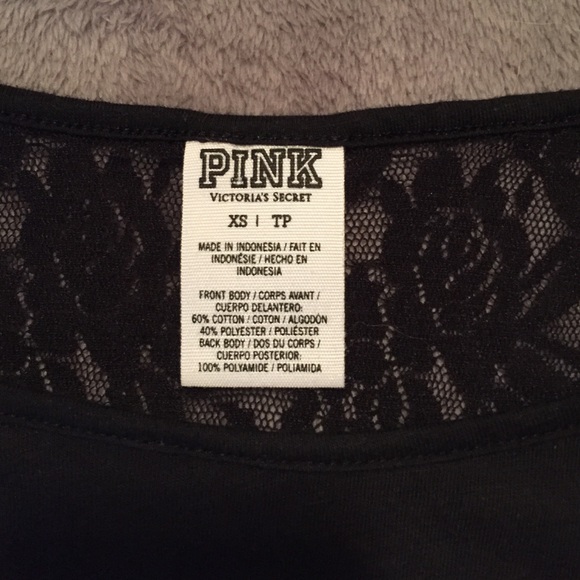 PINK
VICTORIA'S SECRET
XS | TP
MADE IN INDONESIA / FAIT EN
INDONÉSIE / HECHO EN
INDONESIA
FRONT BODY / CORPS AVANT /
CUERPO DELANTERO:
60% COTTON / COTON / ALGODÓN
40% POLYESTER / POLIÉSTER
BACK BODY / DOS DU CORPS /
CUERPO POSTERIOR:
100% POLYAMIDE / POLIAMIDA